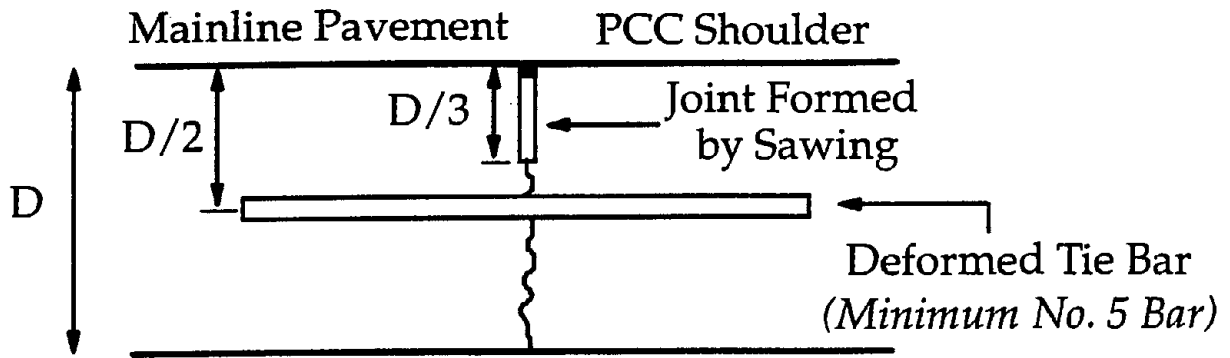 Mainline Pavement PCC Shoulder
D/3
Joint Formed
by Sawing
D/2
D
Deformed Tie Bar
(Minimum No. 5 Bar)